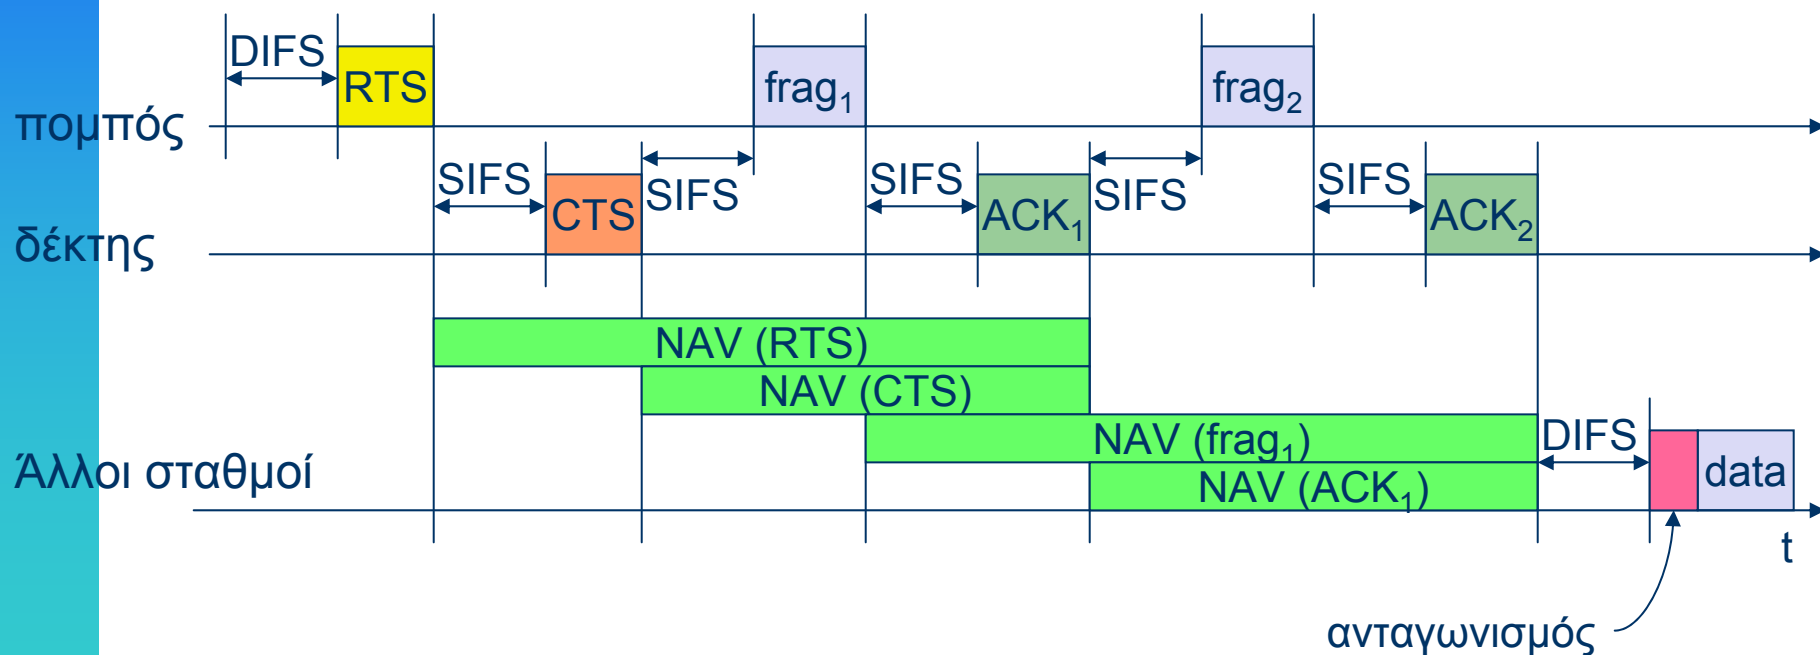 DIFS
RTS
frag₁
frag₂
πομπός
SIFS
CTS
SIFS
SIFS
ACK₁
SIFS
SIFS
ACK₂
δέκτης
NAV (RTS)
NAV (CTS)
NAV (frag₁)
DIFS
data
Άλλοι σταθμοί
NAV (ACK₁)
t
ανταγωνισμός